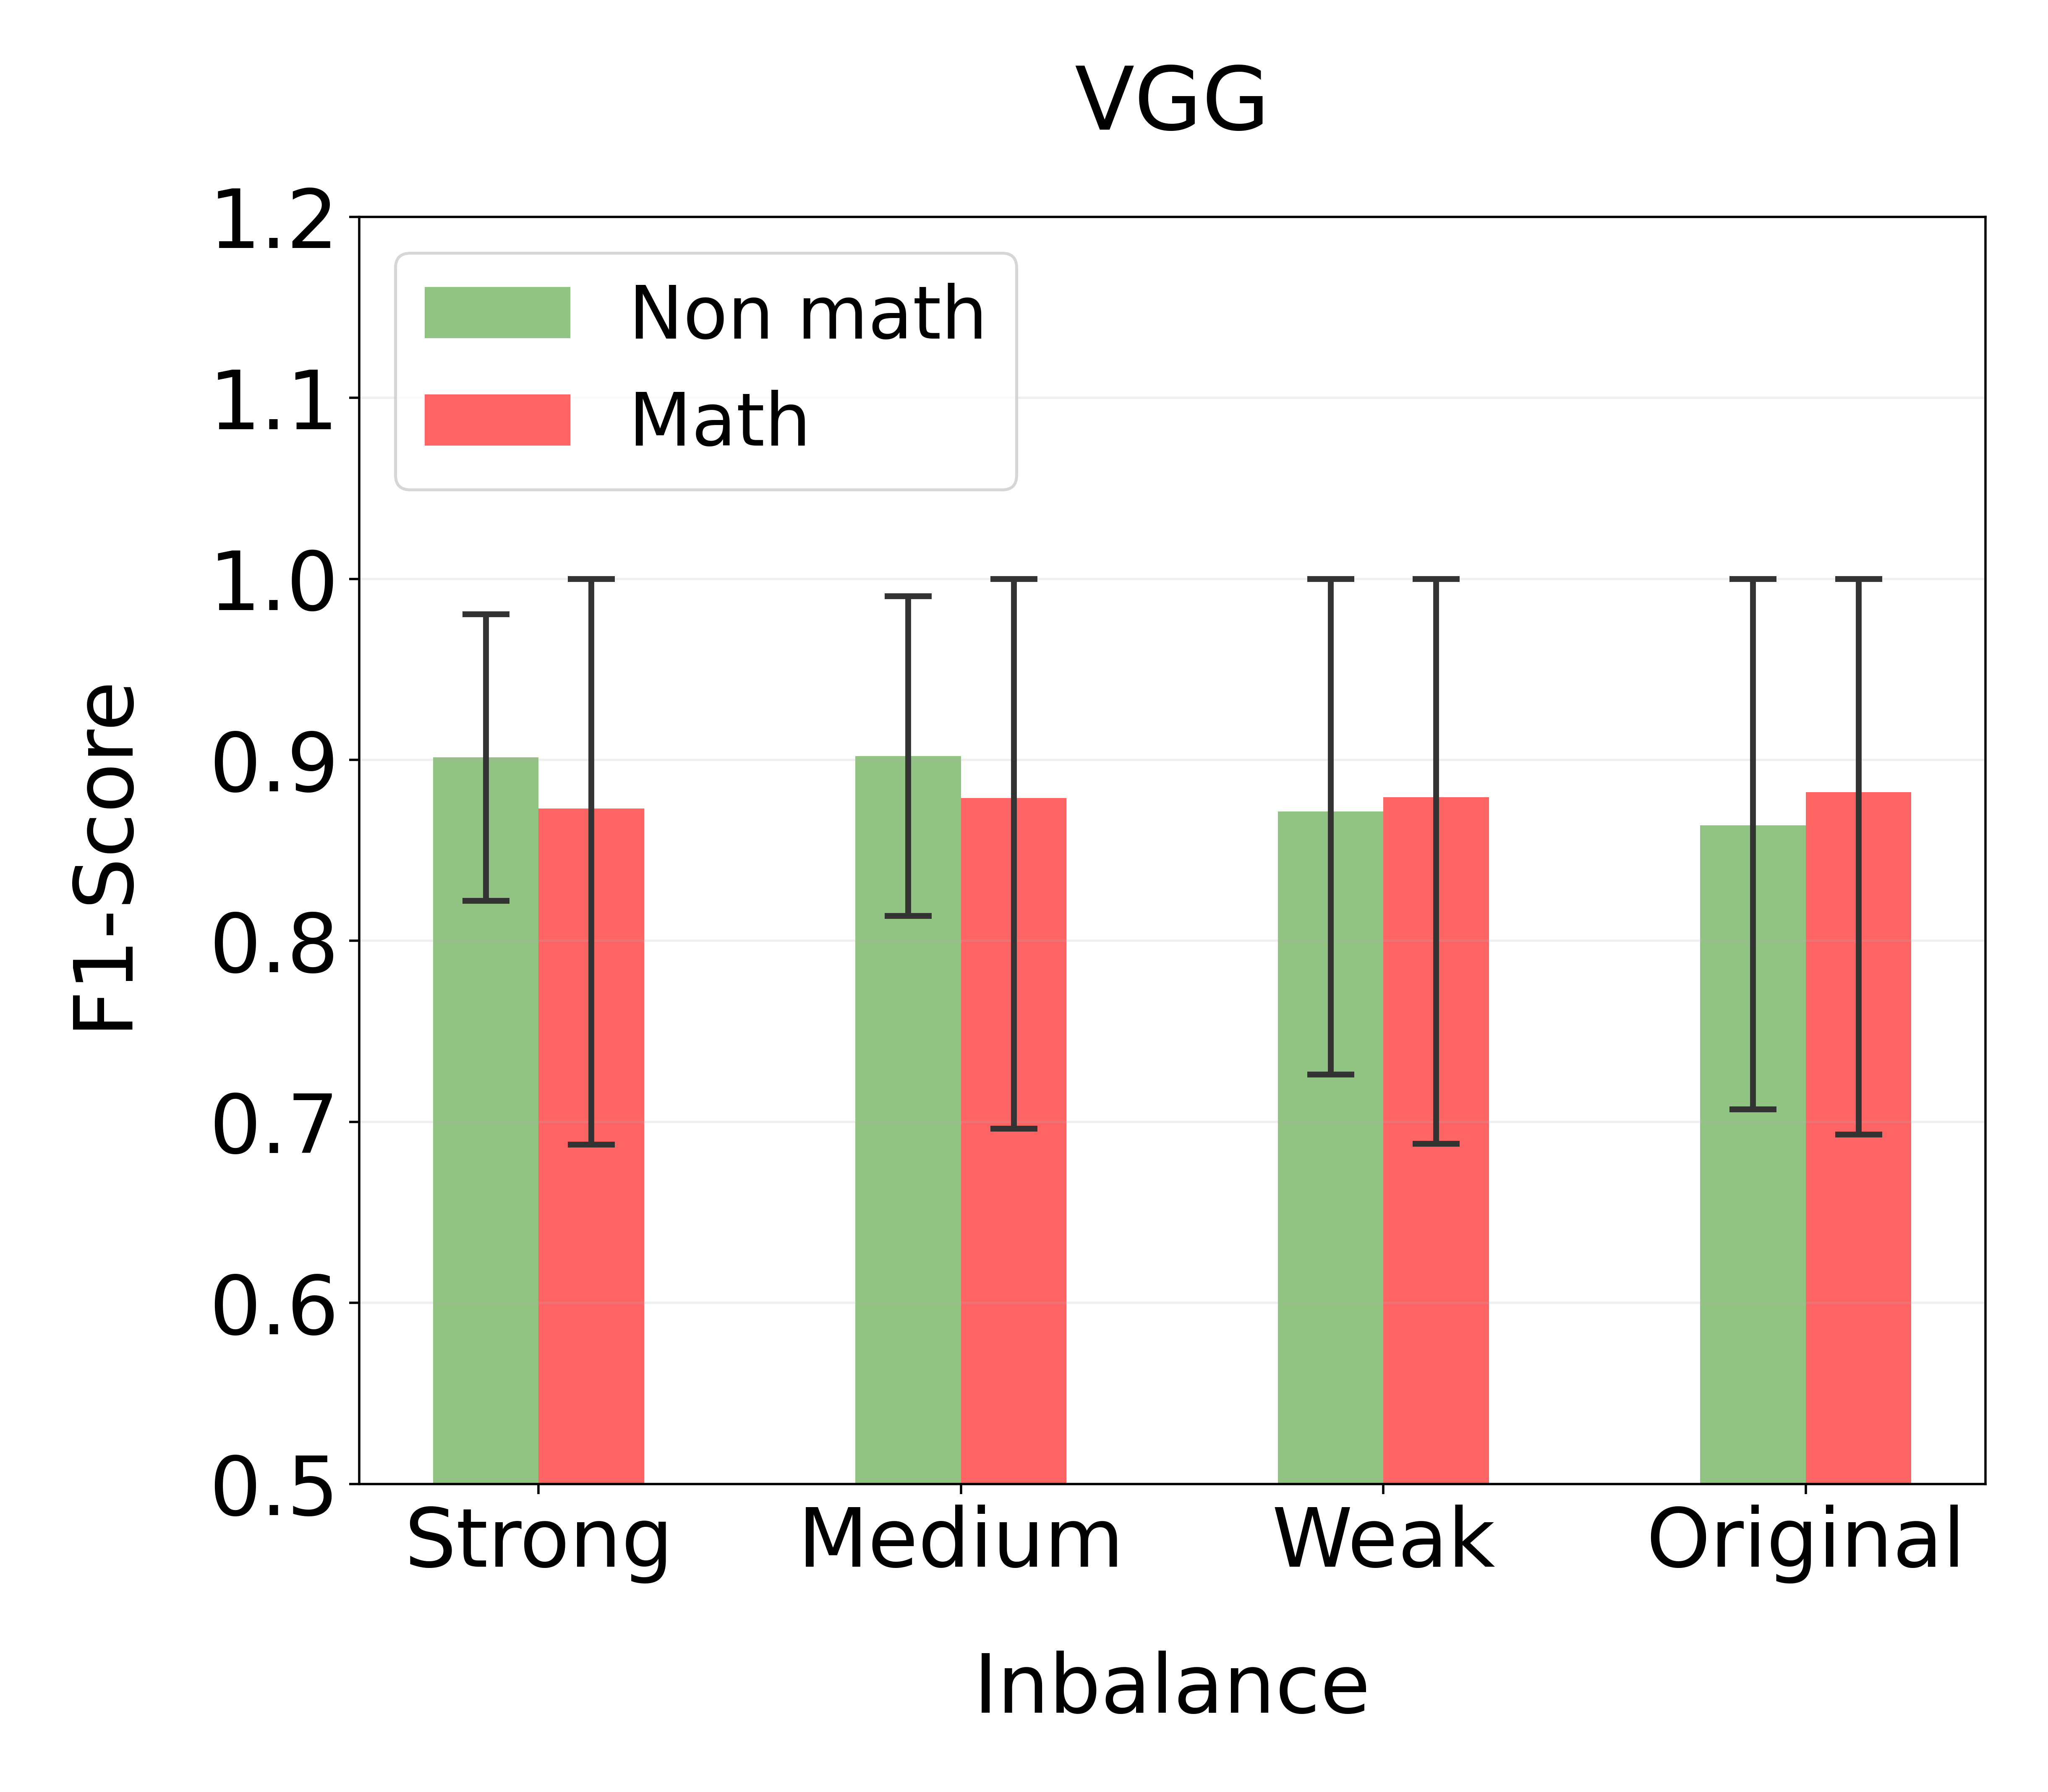 VGG
1.2
1.1
1.0
0.9
0.8
0.7
0.6
0.5
F1-Score
Non math
Math
Strong Medium Weak Original
Inbalance